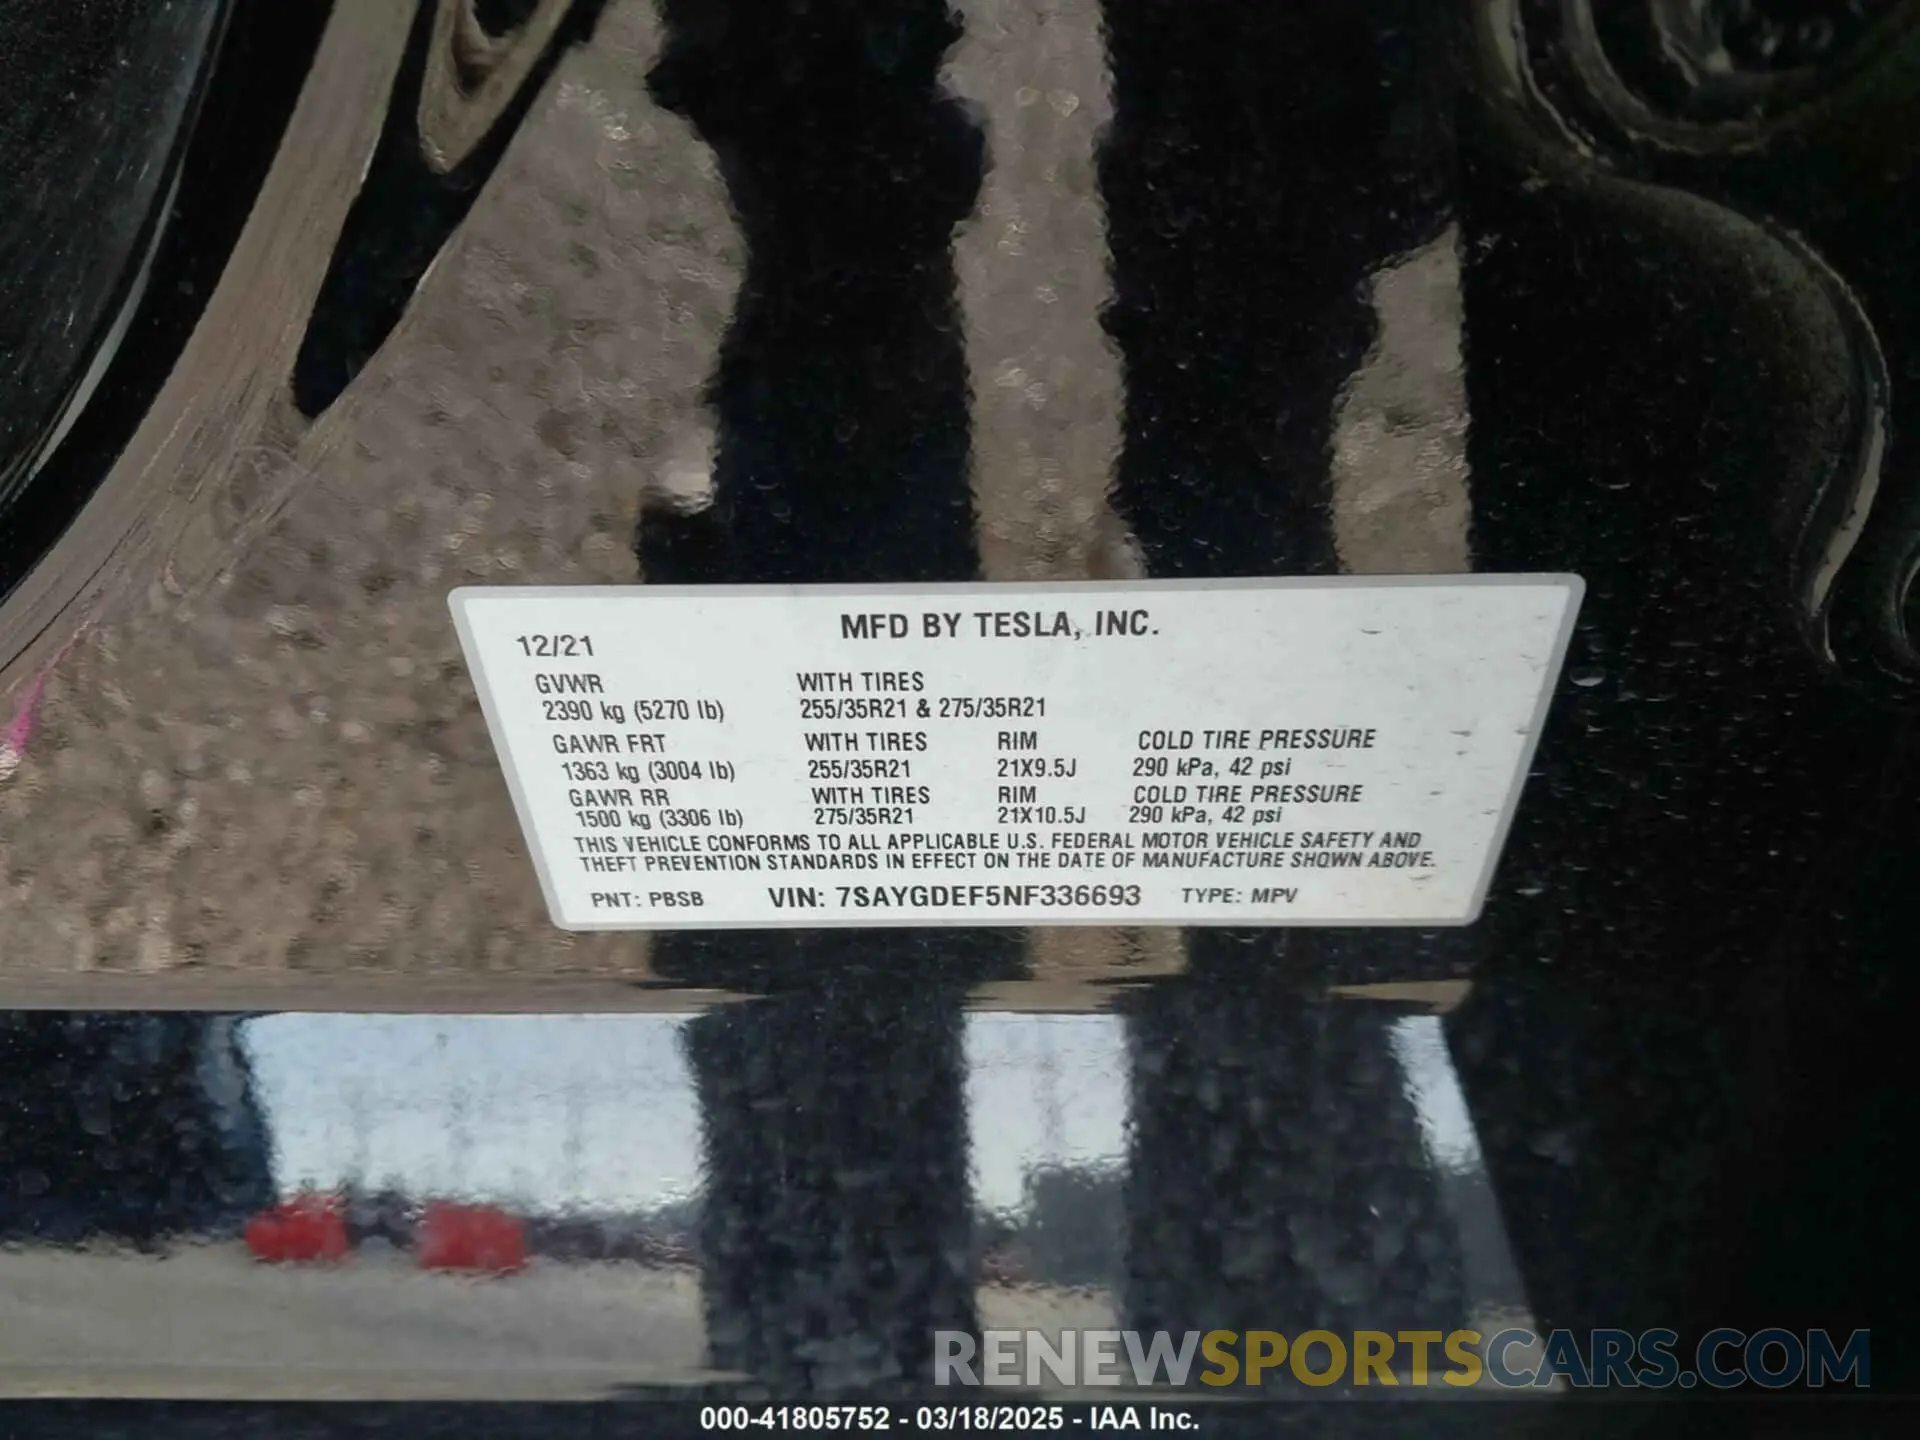 MFD BY TESLA, INC.
12/21
GVWR WITH TIRES
2390 kg (5270 lb) 255/35R21 & 275/35R21
GAWR FRT WITH TIRES RIM COLD TIRE PRESSURE
1363 kg (3004 lb) 255/35R21 21X9.5J 290 kPa, 42 psi
GAWR RR WITH TIRES RIM COLD TIRE PRESSURE
1500 kg (3306 lb) 275/35R21 21X10.5J 290 kPa, 42 psi
THIS VEHICLE CONFORMS TO ALL APPLICABLE U.S. FEDERAL MOTOR VEHICLE SAFETY AND
THEFT PREVENTION STANDARDS IN EFFECT ON THE DATE OF MANUFACTURE SHOWN ABOVE.
PNT: PBSB VIN: 7SAYGDEF5NF336693 TYPE: MPV
RENEWSPORTSCARS.COM
000-41805752 - 03/18/2025 - IAA Inc.